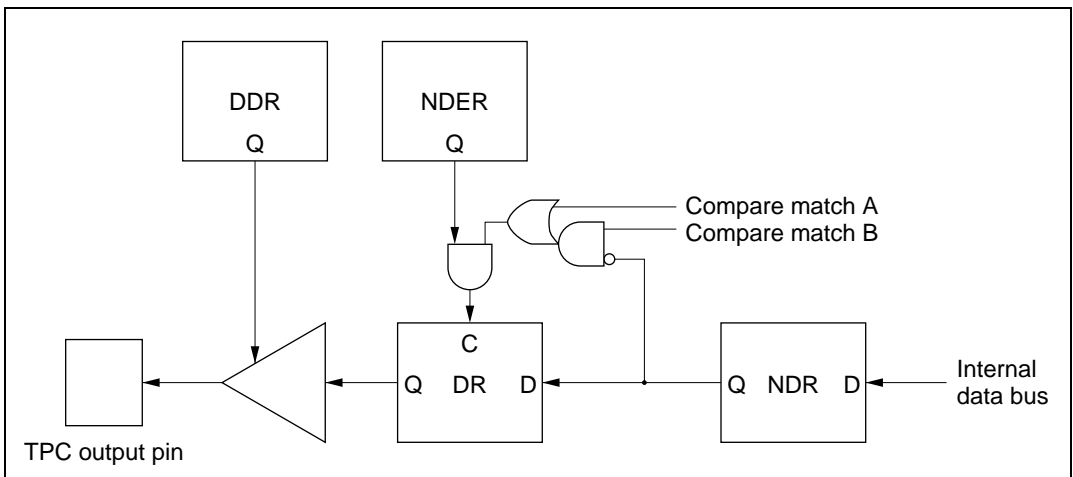 DDR
Q
NDER
Q
Compare match A
Compare match B
C
Q DR D
Q NDR D
Internal
data bus
TPC output pin